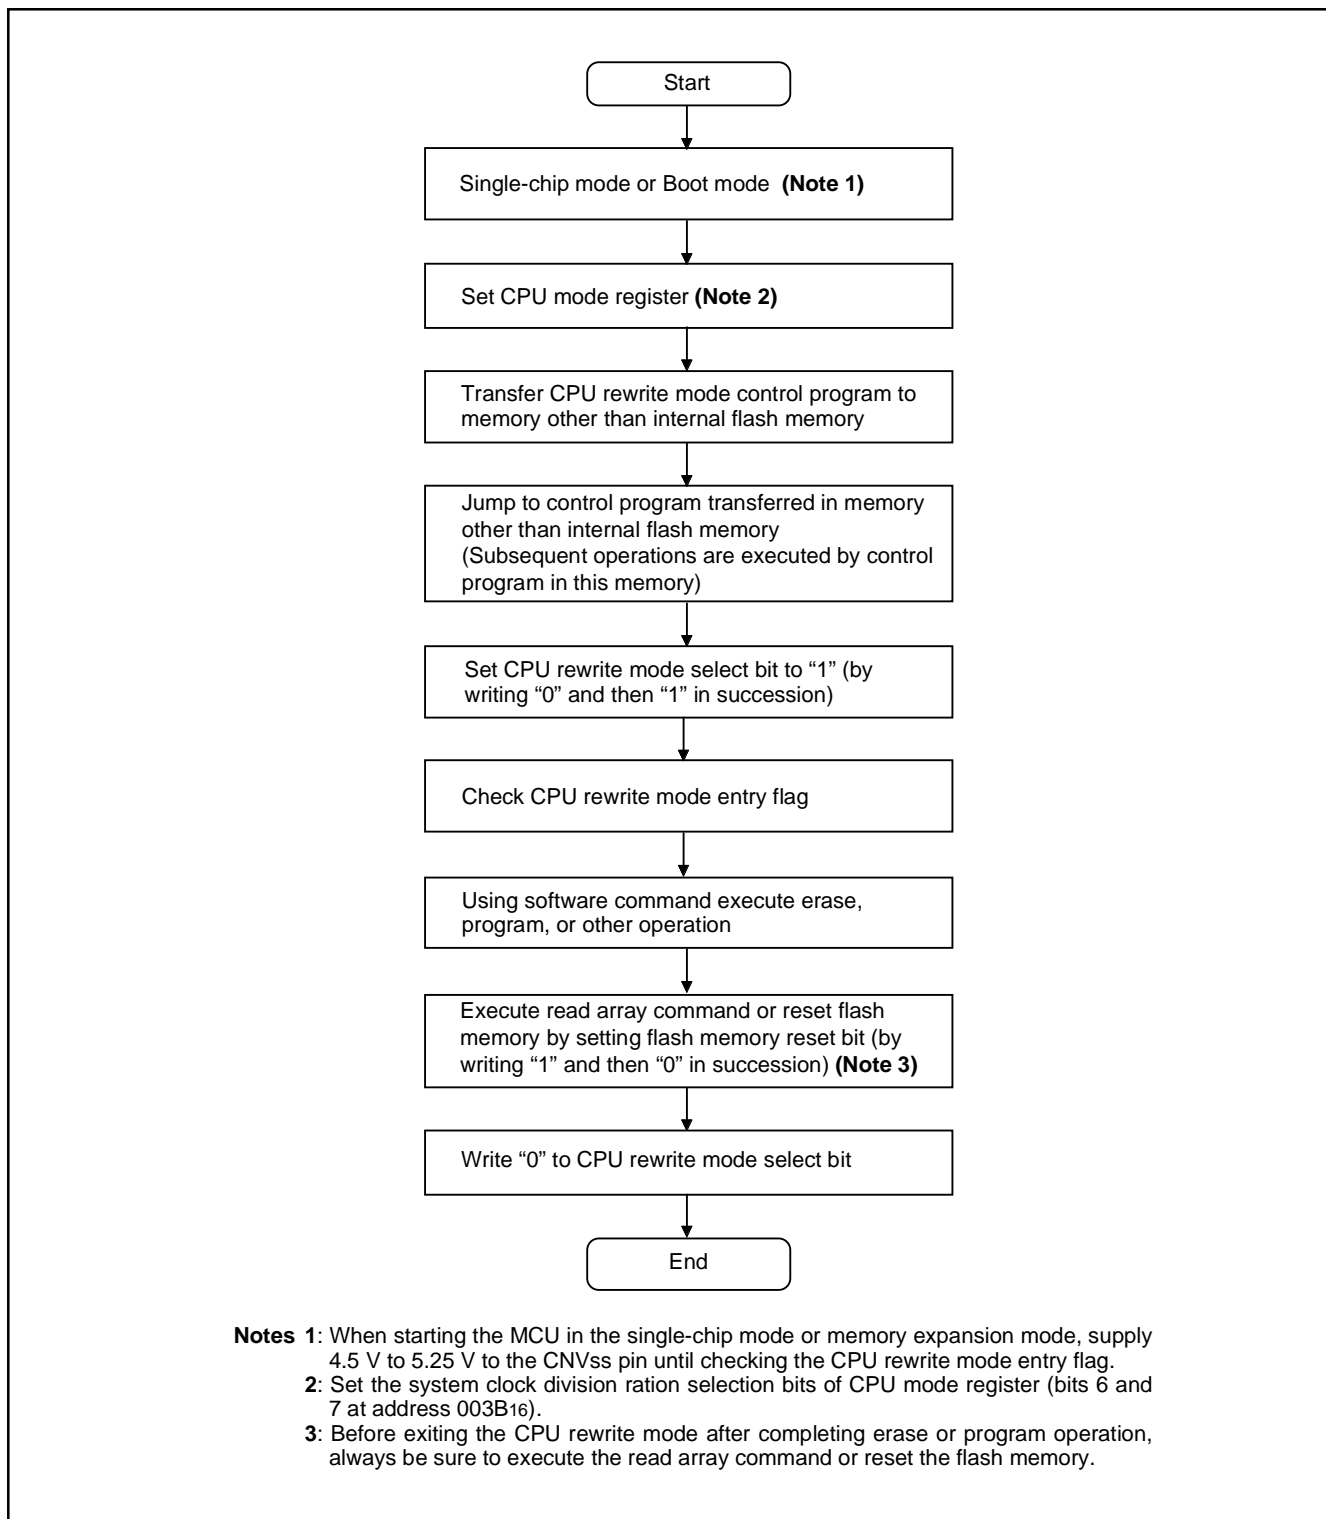 Start
Single-chip mode or Boot mode (Note 1)
Set CPU mode register (Note 2)
Transfer CPU rewrite mode control program to
memory other than internal flash memory
Jump to control program transferred in memory
other than internal flash memory
(Subsequent operations are executed by control
program in this memory)
Set CPU rewrite mode select bit to “1” (by
writing “0” and then “1” in succession)
Check CPU rewrite mode entry flag
Using software command execute erase,
program, or other operation
Execute read array command or reset flash
memory by setting flash memory reset bit (by
writing “1” and then “0” in succession) (Note 3)
Write “0” to CPU rewrite mode select bit
End
Notes 1: When starting the MCU in the single-chip mode or memory expansion mode, supply
4.5 V to 5.25 V to the CNVss pin until checking the CPU rewrite mode entry flag.
2: Set the system clock division ration selection bits of CPU mode register (bits 6 and
7 at address 003B16).
3: Before exiting the CPU rewrite mode after completing erase or program operation,
always be sure to execute the read array command or reset the flash memory.